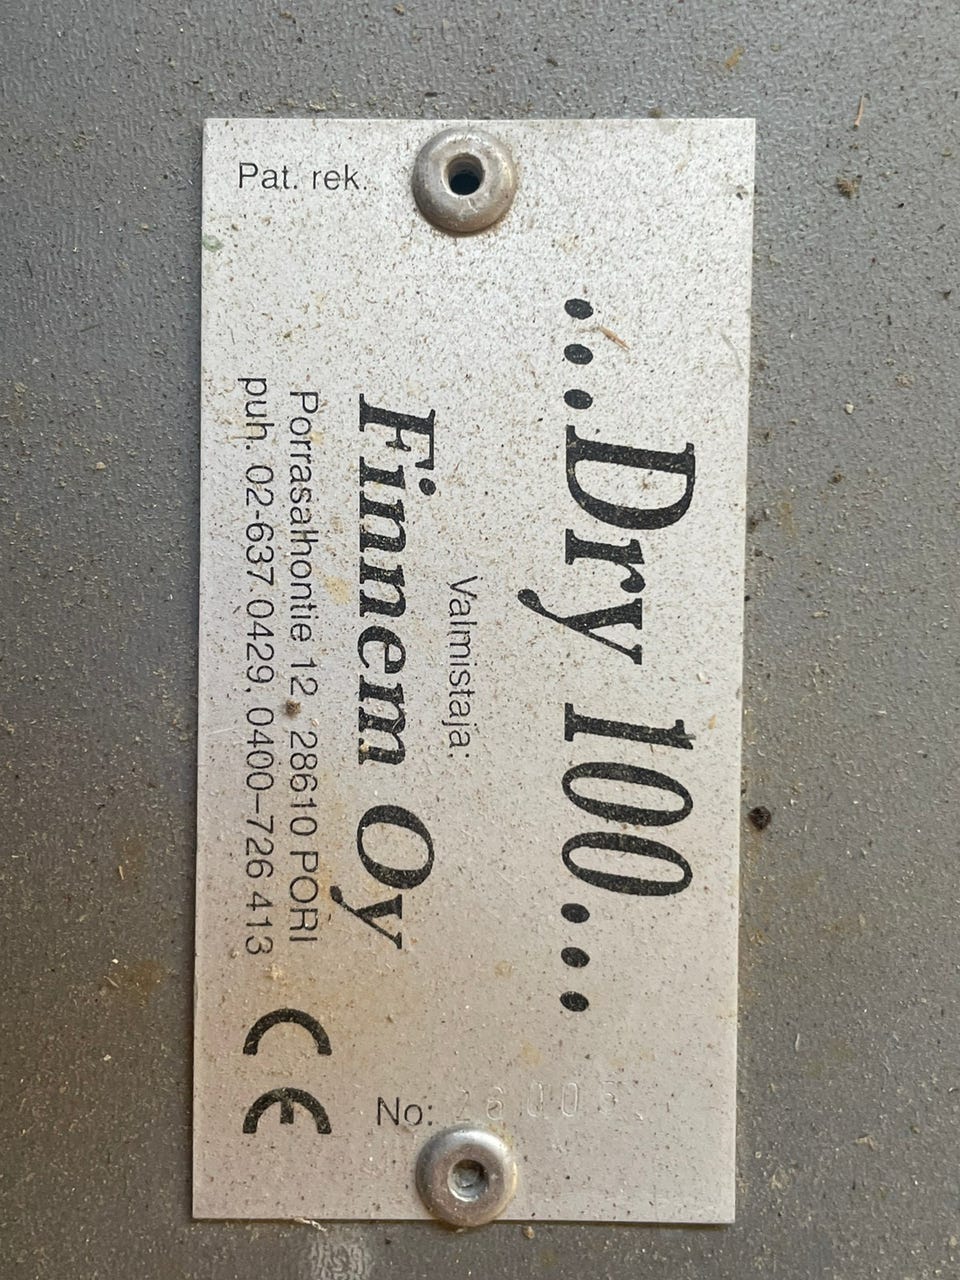 ...Dry 100...
Valmistaja:
Finnem Oy
Porrasalhontie 12, 28610 PORI
puh. 02-637 0429, 0400–726 413
CE
Pat. rek.
No: